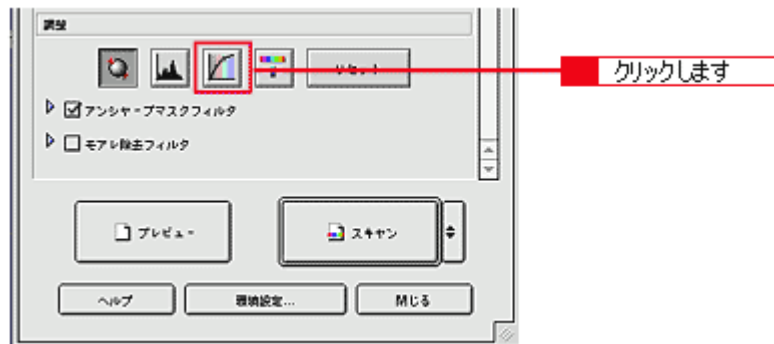 調整
リセット
クリックします
アンシャープマスクフィルタ
モアレ除去フィルタ
プレビュー
スキャン
ヘルプ
環境設定...
閉じる